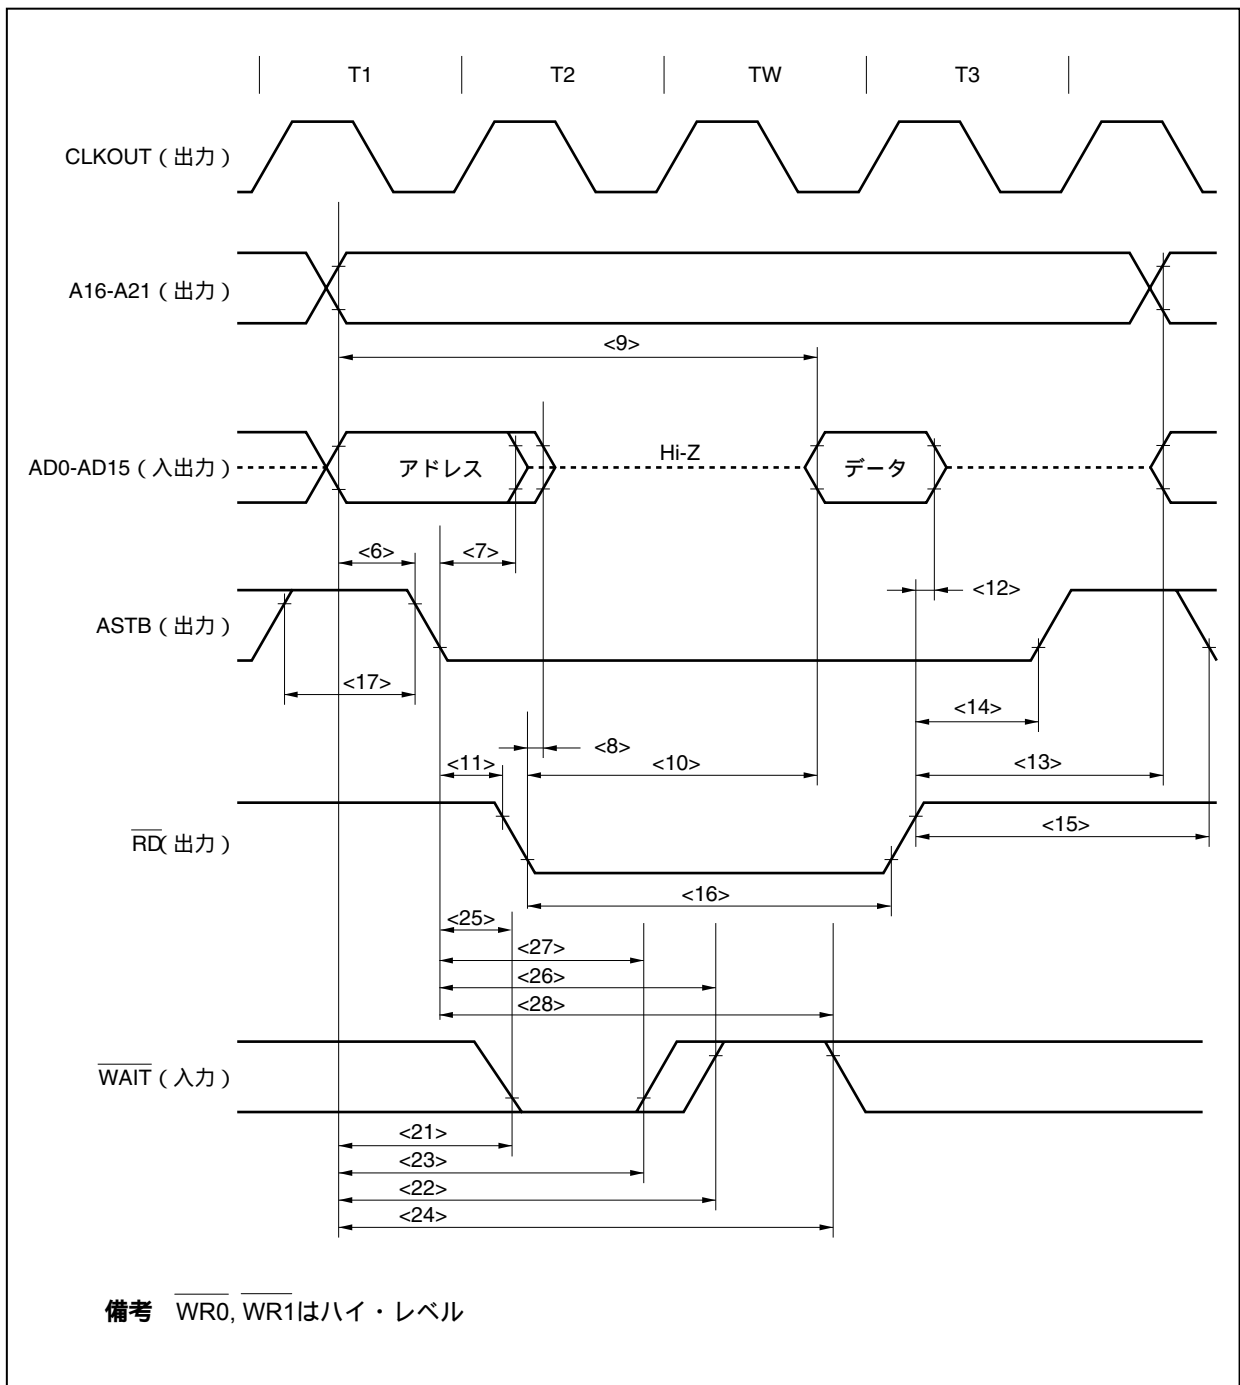 T1 T2 TW T3
CLKOUT（出力）
A16-A21（出力）
<9>
AD0-AD15（入出力） アドレス Hi-Z データ
<6> <7>
<12>
ASTB（出力）
<17>
<14>
<8>
<11> <10> <13>
<15>
RD（出力）
<16>
<25>
<27>
<26>
<28>
WAIT（入力）
<21>
<23>
<22>
<24>
備考 WR0, WR1はハイ・レベル